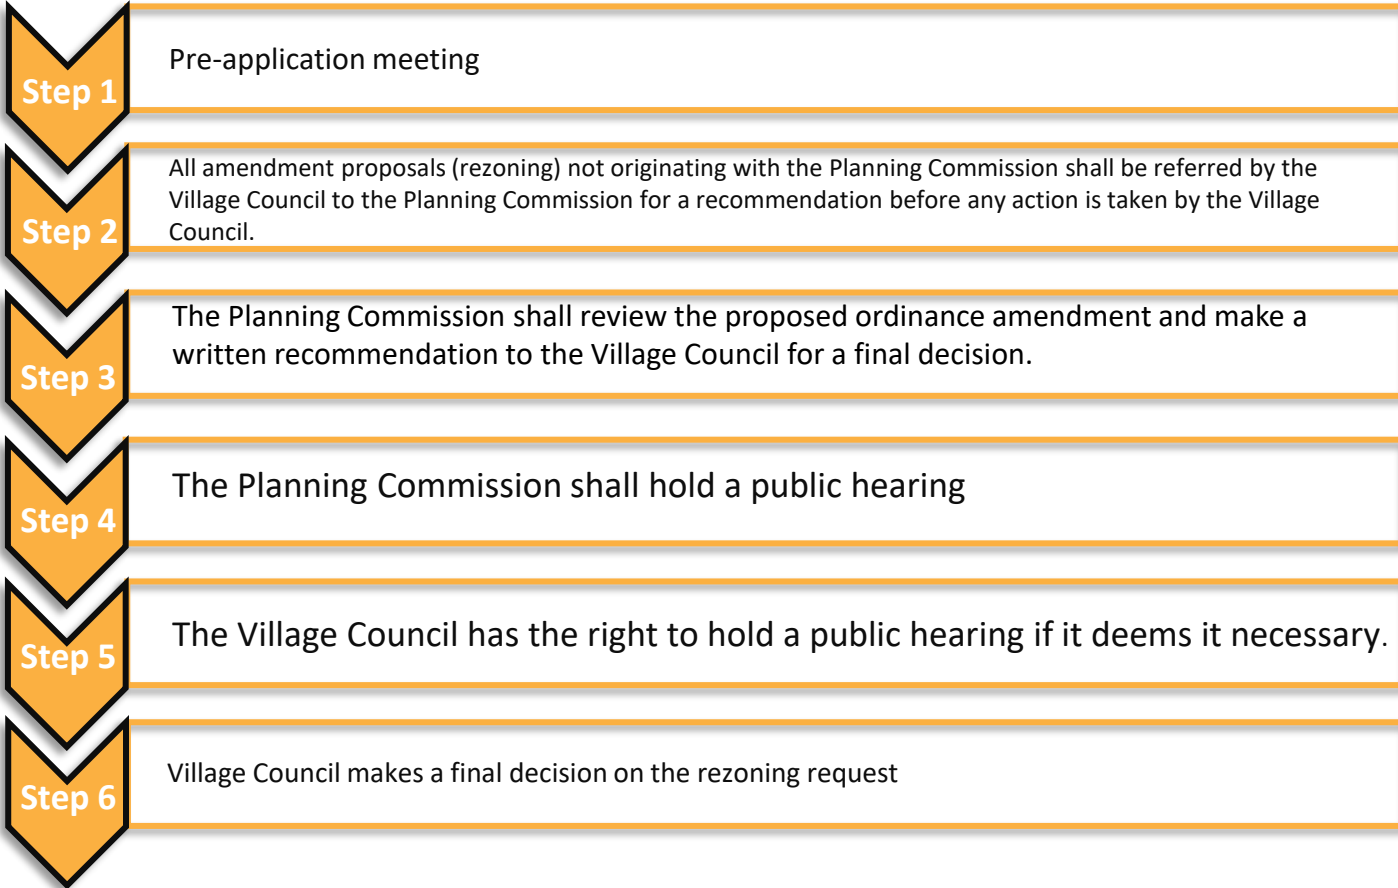 Step 1
Pre-application meeting
Step 2
All amendment proposals (rezoning) not originating with the Planning Commission shall be referred by the
Village Council to the Planning Commission for a recommendation before any action is taken by the Village
Council.
Step 3
The Planning Commission shall review the proposed ordinance amendment and make a
written recommendation to the Village Council for a final decision.
Step 4
The Planning Commission shall hold a public hearing
Step 5
The Village Council has the right to hold a public hearing if it deems it necessary.
Step 6
Village Council makes a final decision on the rezoning request